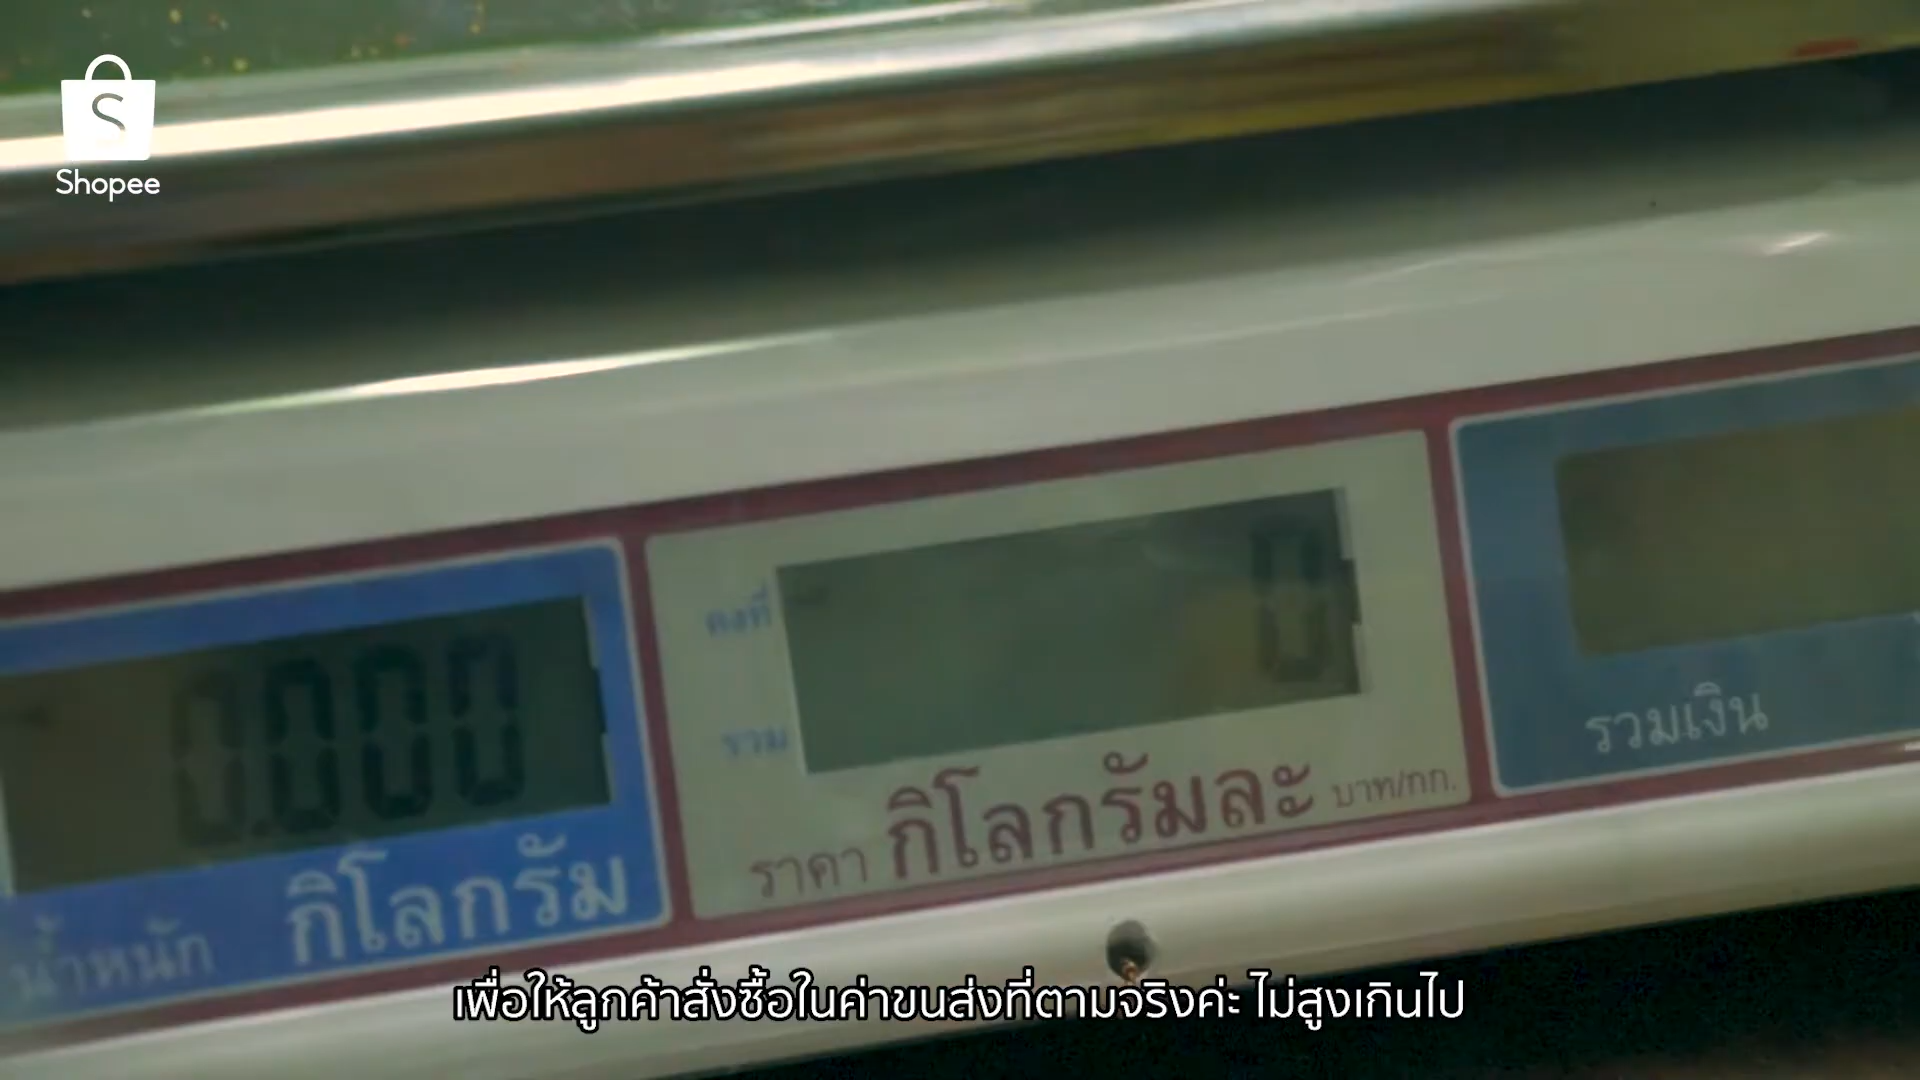 Shopee
0.000
น้ำหนัก กิโลกรัม
คงที่
0
รวม
ราคา กิโลกรัมละ บาท/กก.
รวมเงิน
เพื่อให้ลูกค้าสั่งซื้อในค่าขนส่งที่ตามจริงค่ะ ไม่สูงเกินไป